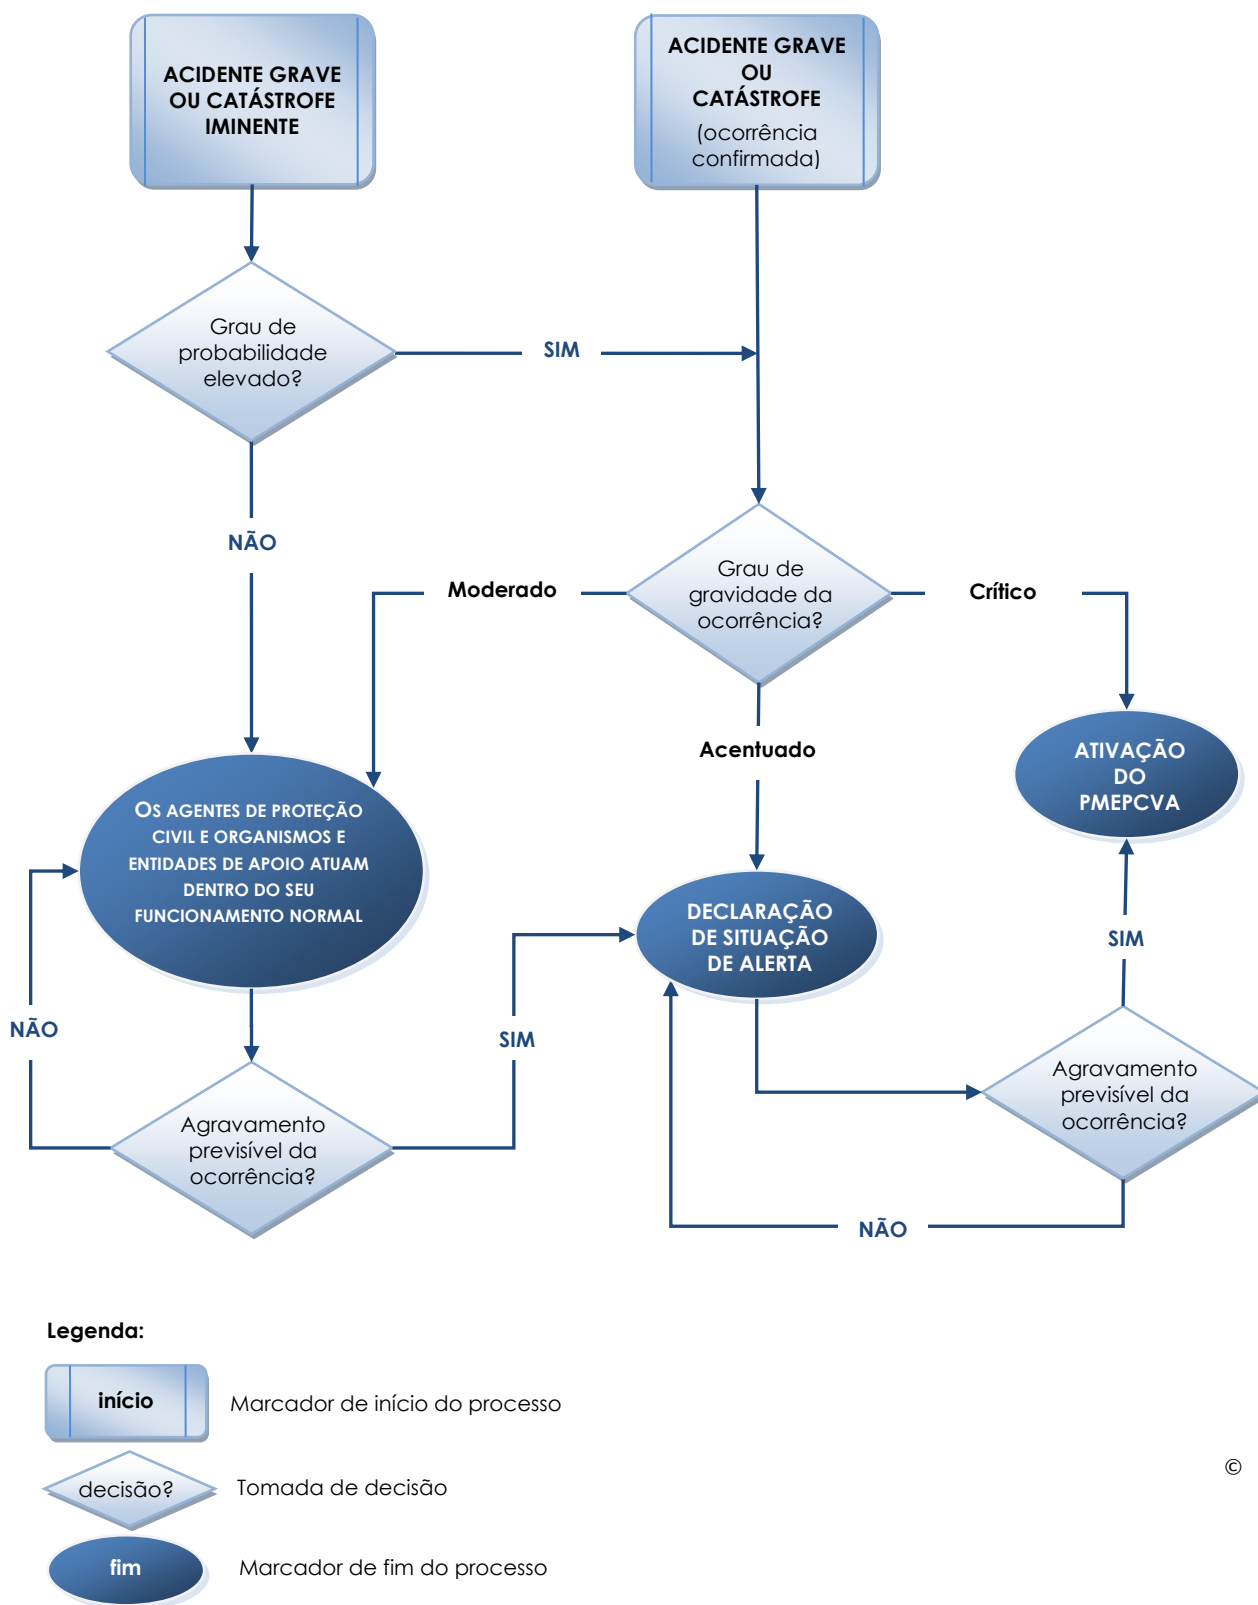 ACIDENTE GRAVE
OU CATÁSTROFE
IMINENTE
ACIDENTE GRAVE
OU
CATÁSTROFE
(ocorrência
confirmada)
Grau de
probabilidade
elevado?
SIM
NÃO
Grau de
gravidade da
ocorrência?
Moderado
Crítico
Acentuado
ATIVAÇÃO
DO
PMEPCVA
OS AGENTES DE PROTEÇÃO
CIVIL E ORGANISMOS E
ENTIDADES DE APOIO ATUAM
DENTRO DO SEU
FUNCIONAMENTO NORMAL
DECLARAÇÃO
DE SITUAÇÃO
DE ALERTA
SIM
NÃO
SIM
Agravamento
previsível da
ocorrência?
Agravamento
previsível da
ocorrência?
NÃO
Legenda:
início
Marcador de início do processo
decisão?
Tomada de decisão
©
fim
Marcador de fim do processo